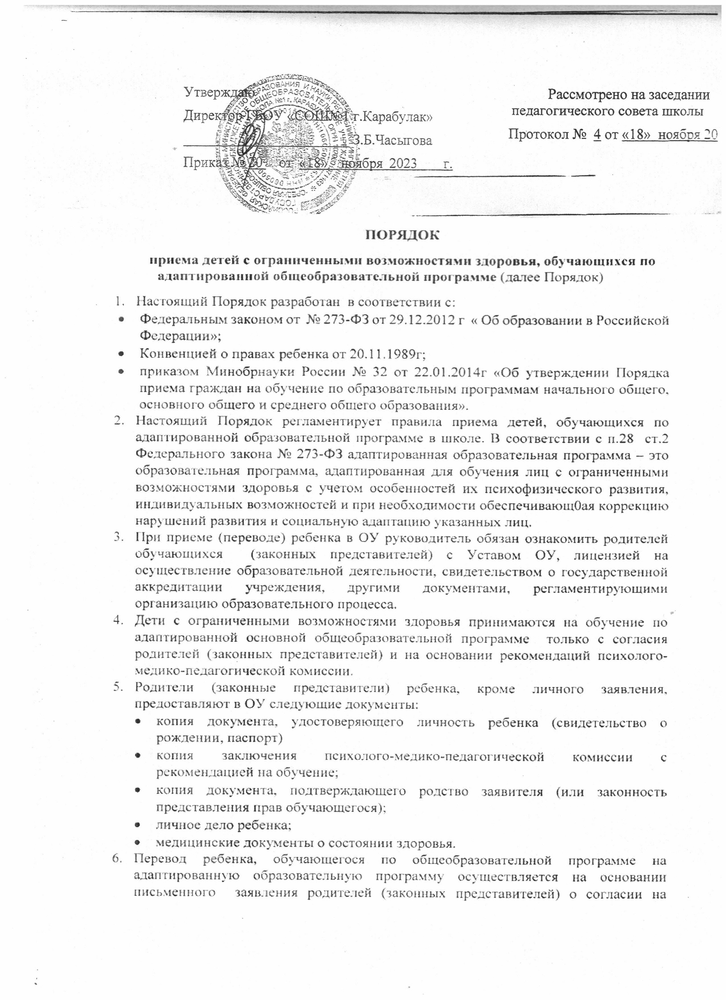 Утверждаю
Директор ГБОУ «СОШ№1 г.Карабулак»
З.Б.Часыгова
Приказ № 20 от «18» ноября 2023 г.
Рассмотрено на заседании
педагогического совета школы
Протокол № 4 от «18» ноября 20
ПОРЯДОК
приема детей с ограниченными возможностями здоровья, обучающихся по
адаптированной общеобразовательной программе (далее Порядок)
1. Настоящий Порядок разработан в соответствии с:
• Федеральным законом от № 273-ФЗ от 29.12.2012 г « Об образовании в Российской
Федерации»;
• Конвенцией о правах ребенка от 20.11.1989г;
• приказом Минобрнауки России № 32 от 22.01.2014г «Об утверждении Порядка
приема граждан на обучение по образовательным программам начального общего,
основного общего и среднего общего образования».
2. Настоящий Порядок регламентирует правила приема детей, обучающихся по
адаптированной образовательной программе в школе. В соответствии с п.28 ст.2
Федерального закона № 273-ФЗ адаптированная образовательная программа – это
образовательная программа, адаптированная для обучения лиц с ограниченными
возможностями здоровья с учетом особенностей их психофизического развития,
индивидуальных возможностей и при необходимости обеспечивающ0ая коррекцию
нарушений развития и социальную адаптацию указанных лиц.
3. При приеме (переводе) ребенка в ОУ руководитель обязан ознакомить родителей
обучающихся (законных представителей) с Уставом ОУ, лицензией на
осуществление образовательной деятельности, свидетельством о государственной
аккредитации учреждения, другими документами, регламентирующими
организацию образовательного процесса.
4. Дети с ограниченными возможностями здоровья принимаются на обучение по
адаптированной основной общеобразовательной программе только с согласия
родителей (законных представителей) и на основании рекомендаций психолого-
медико-педагогической комиссии.
5. Родители (законные представители) ребенка, кроме личного заявления,
предоставляют в ОУ следующие документы:
• копия документа, удостоверяющего личность ребенка (свидетельство о
рождении, паспорт)
• копия заключения психолого-медико-педагогической комиссии с
рекомендацией на обучение;
• копия документа, подтверждающего родство заявителя (или законность
представления прав обучающегося);
• личное дело ребенка;
• медицинские документы о состоянии здоровья.
6. Перевод ребенка, обучающегося по общеобразовательной программе на
адаптированную образовательную программу осуществляется на основании
письменного заявления родителей (законных представителей) о согласии на